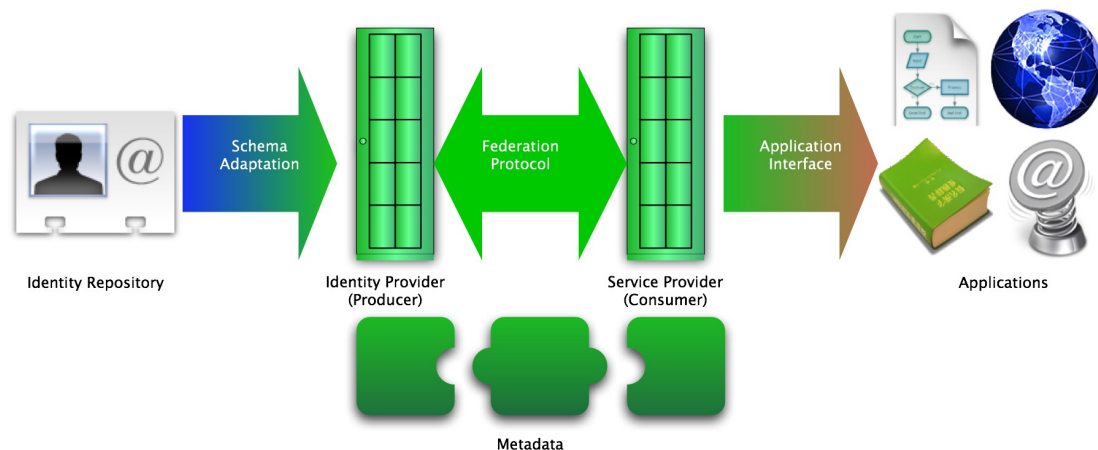 Schema
Adaptation
Federation
Protocol
Application
Interface
@
@
Identity Repository
Identity Provider
(Producer)
Service Provider
(Consumer)
Applications
Metadata